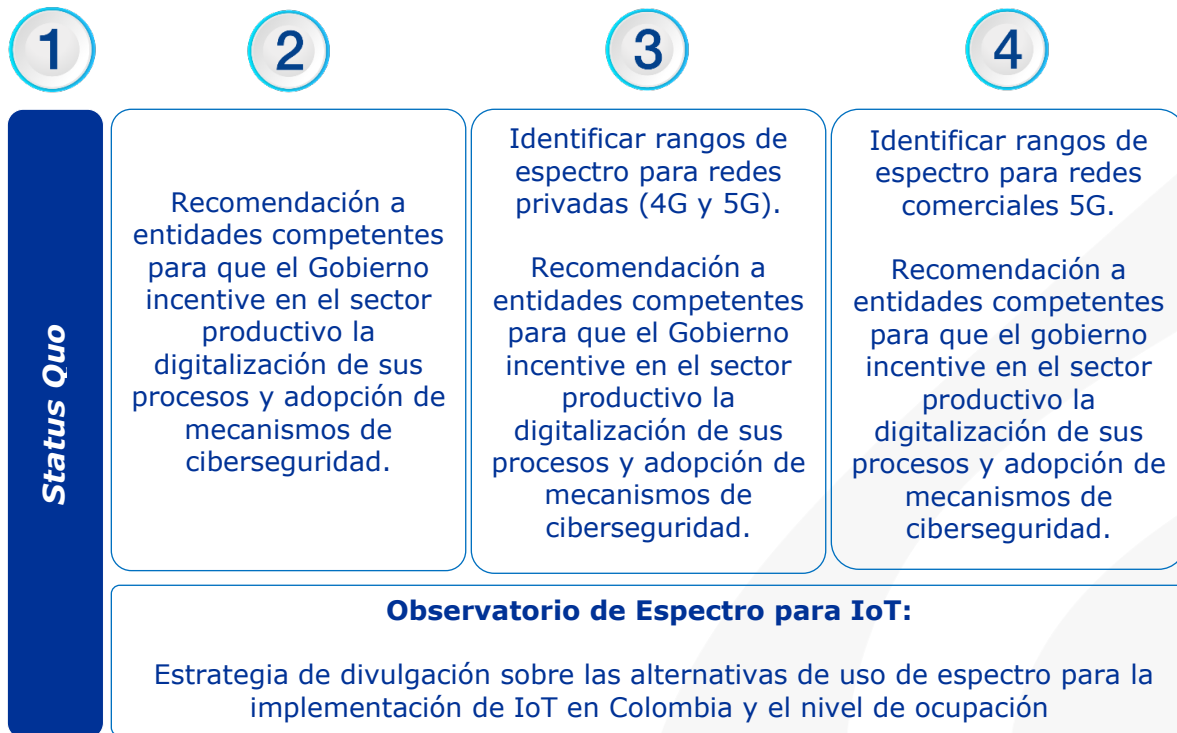 1
2
3
4
Status Quo
Recomendación a
entidades competentes
para que el Gobierno
incentive en el sector
productivo la
digitalización de sus
procesos y adopción de
mecanismos de
ciberseguridad.
Identificar rangos de
espectro para redes
privadas (4G y 5G).
Recomendación a
entidades competentes
para que el Gobierno
incentive en el sector
productivo la
digitalización de sus
procesos y adopción de
mecanismos de
ciberseguridad.
Identificar rangos de
espectro para redes
comerciales 5G.
Recomendación a
entidades competentes
para que el gobierno
incentive en el sector
productivo la
digitalización de sus
procesos y adopción de
mecanismos de
ciberseguridad.
Observatorio de Espectro para IoT:
Estrategia de divulgación sobre las alternativas de uso de espectro para la
implementación de IoT en Colombia y el nivel de ocupación